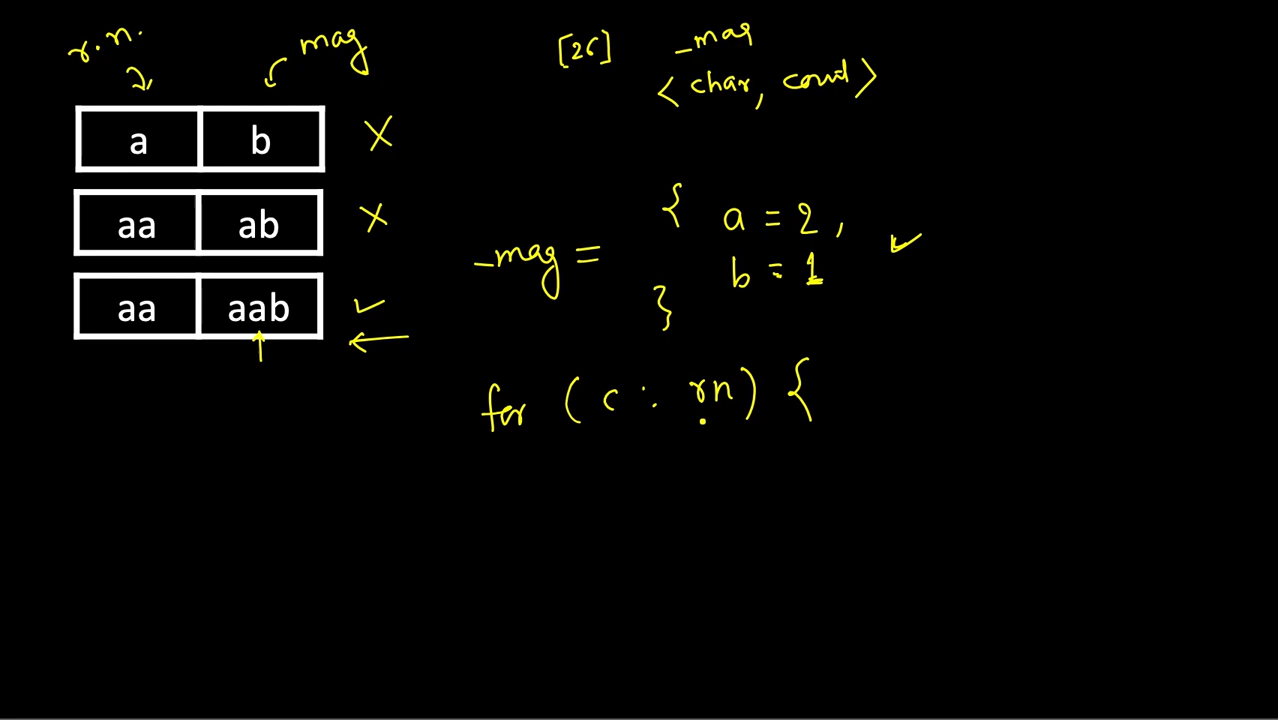 r.n. mag
[26] _mag
< char, count >
a b X
aa ab X
aa aab ✓
_mag = { a = 2,
b = 1
}
for ( c : rn) {